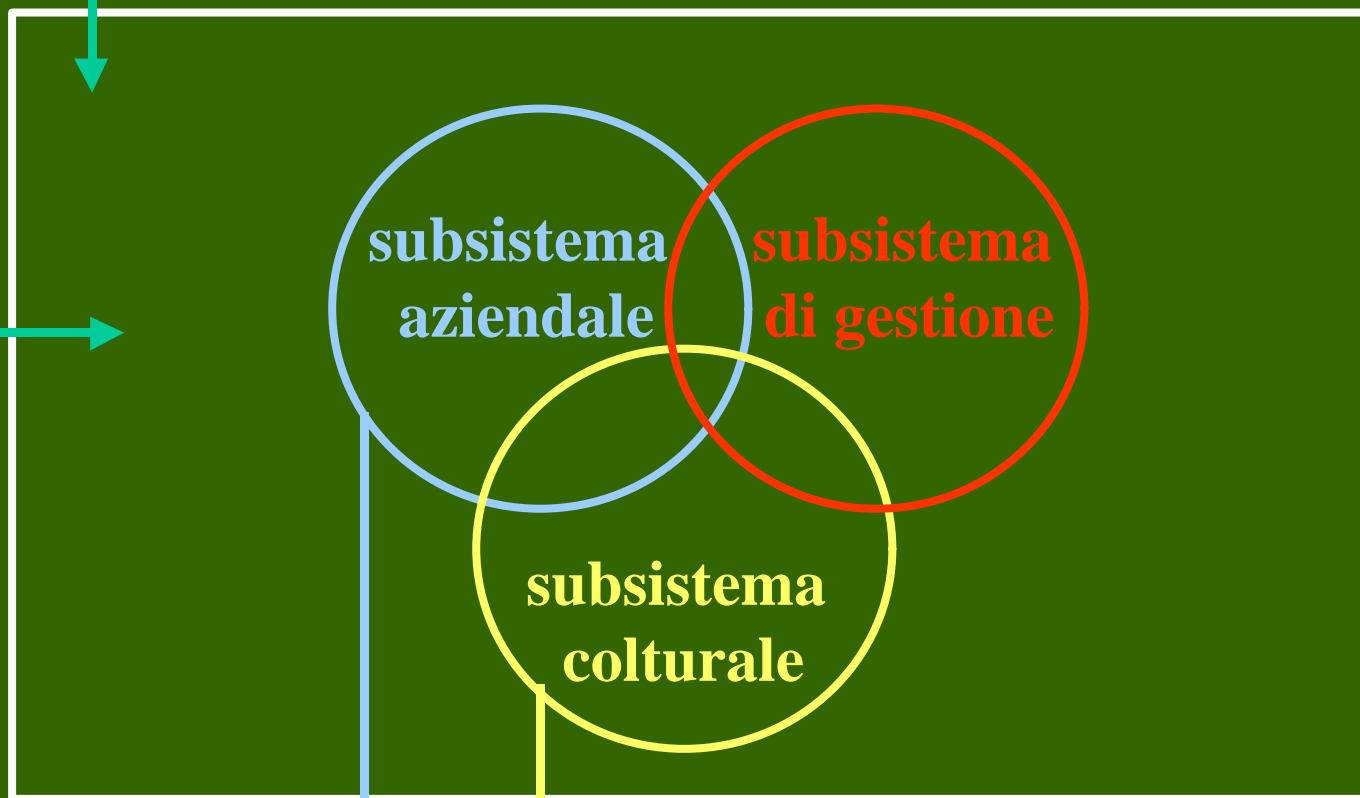 subsistema
aziendale
subsistema
di gestione
subsistema
colturale